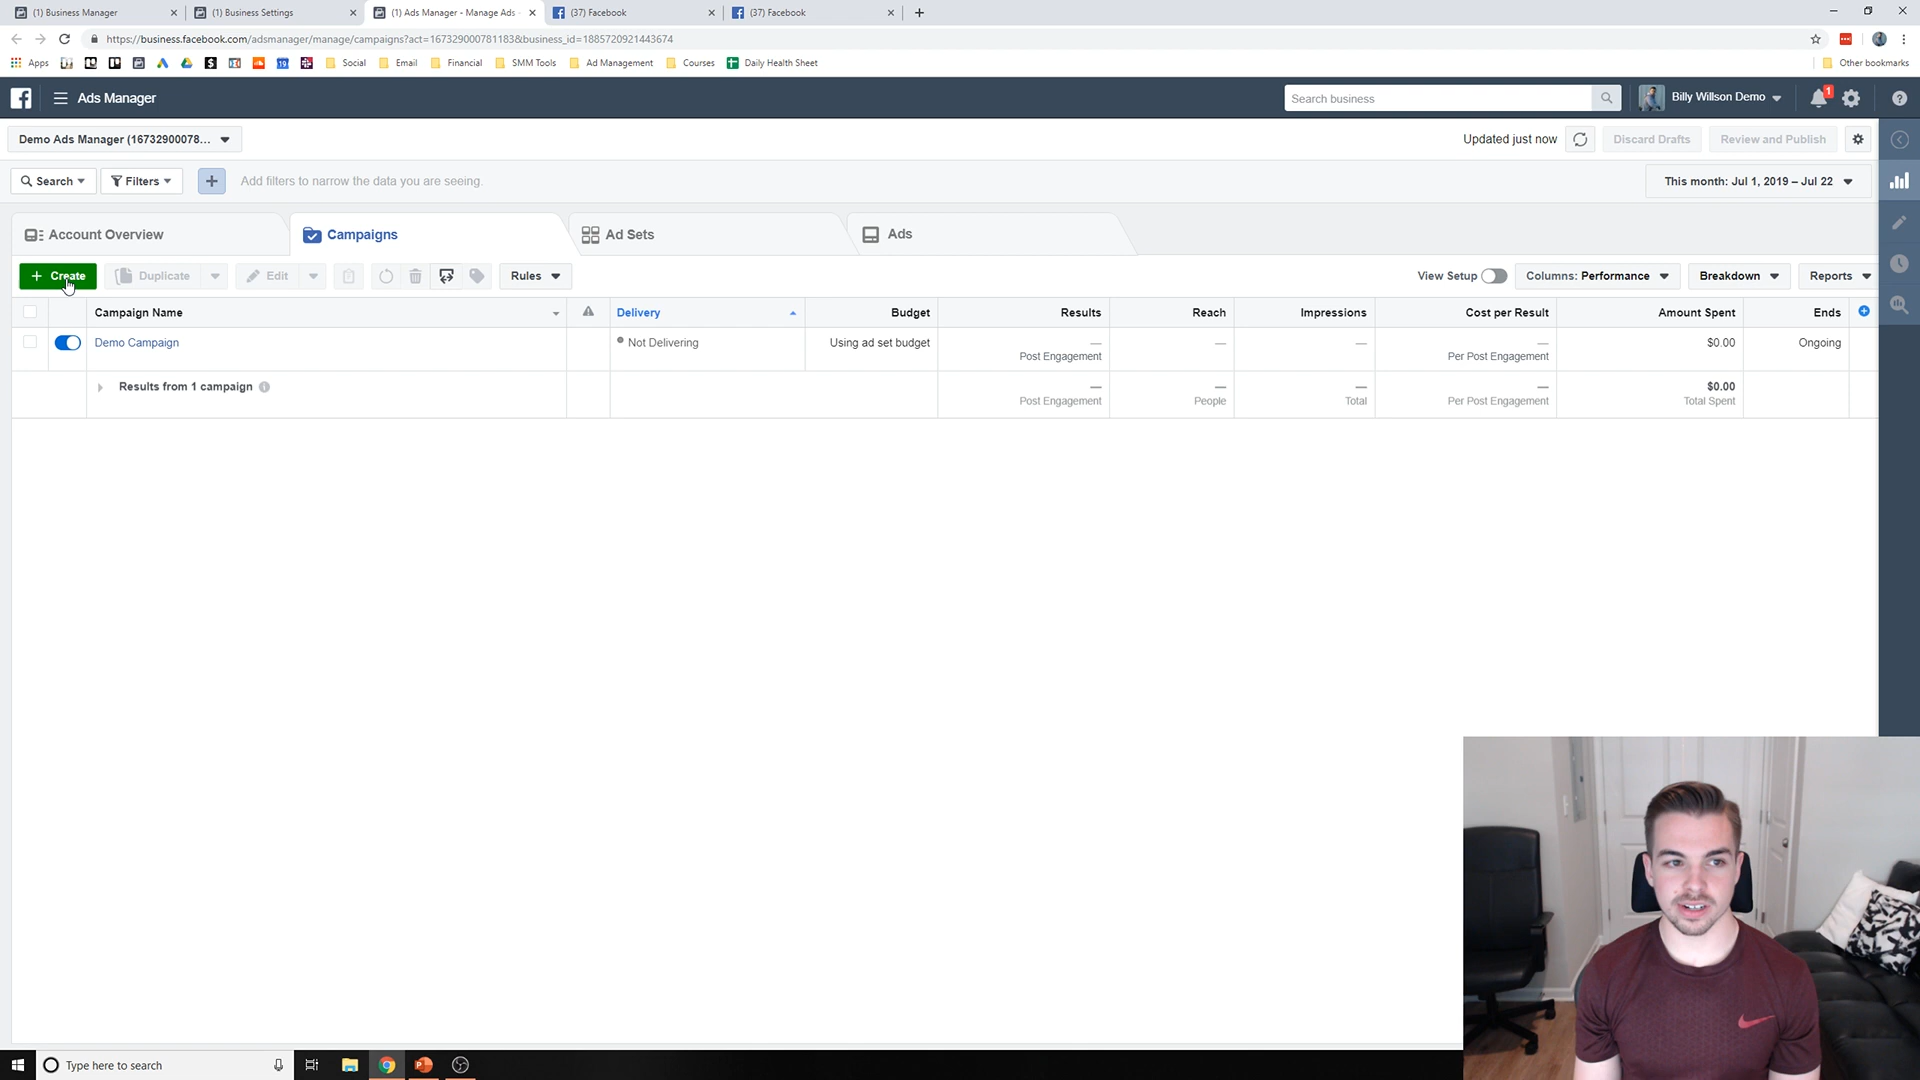 (1) Business Manager
(1) Business Settings
(1) Ads Manager - Manage Ads
(37) Facebook
(37) Facebook
https://business.facebook.com/adsmanager/manage/campaigns?act=167329000781183&business_id=1885720921443674
Apps
Social
Email
Financial
SMM Tools
Ad Management
Courses
Daily Health Sheet
Other bookmarks
Ads Manager
Search business
Billy Willson Demo
1
Demo Ads Manager (16732900078...
Updated just now
Discard Drafts
Review and Publish
Search
Filters
Add filters to narrow the data you are seeing.
This month: Jul 1, 2019 – Jul 22
Account Overview
Campaigns
Ad Sets
Ads
+ Create
Duplicate
Edit
Rules
View Setup
Columns: Performance
Breakdown
Reports
Campaign Name
Delivery
Budget
Results
Reach
Impressions
Cost per Result
Amount Spent
Ends
Demo Campaign
Not Delivering
Using ad set budget
—
Post Engagement
—
—
—
Per Post Engagement
$0.00
Ongoing
Results from 1 campaign
—
Post Engagement
—
People
—
Total
—
Per Post Engagement
$0.00
Total Spent
Type here to search